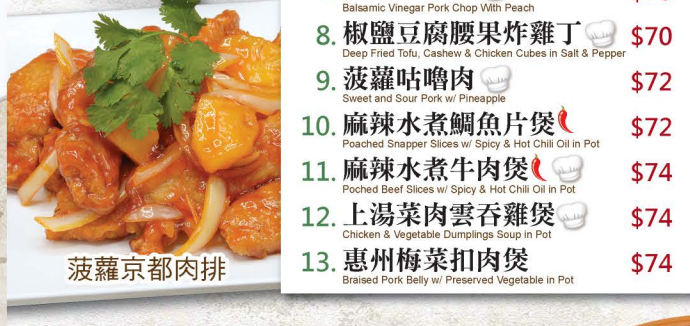 Balsamic Vinegar Pork Chop With Peach
8. 椒鹽豆腐腰果炸雞丁 $70
Deep Fried Tofu, Cashew & Chicken Cubes in Salt & Pepper
9. 菠蘿咕嚕肉 $72
Sweet and Sour Pork w/ Pineapple
10. 麻辣水煮鯛魚片煲 $72
Poached Snapper Slices w/ Spicy & Hot Chili Oil in Pot
11. 麻辣水煮牛肉煲 $74
Poched Beef Slices w/ Spicy & Hot Chili Oil in Pot
12. 上湯菜肉雲吞雞煲 $74
Chicken & Vegetable Dumplings Soup in Pot
13. 惠州梅菜扣肉煲 $74
Braised Pork Belly w/ Preserved Vegetable in Pot
菠蘿京都肉排